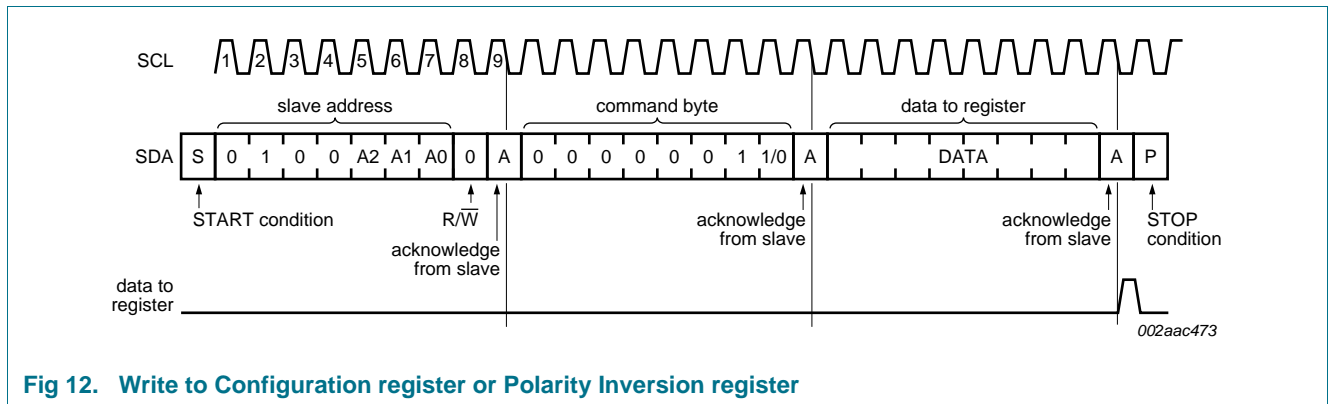 SCL
1 2 3 4 5 6 7 8 9
slave address
command byte
data to register
SDA S 0 1 0 0 A2 A1 A0 0 A 0 0 0 0 0 0 1 1/0 A DATA A P
START condition
R/W̅
acknowledge
from slave
acknowledge
from slave
acknowledge
from slave
STOP
condition
data to
register
002aac473
Fig 12. Write to Configuration register or Polarity Inversion register